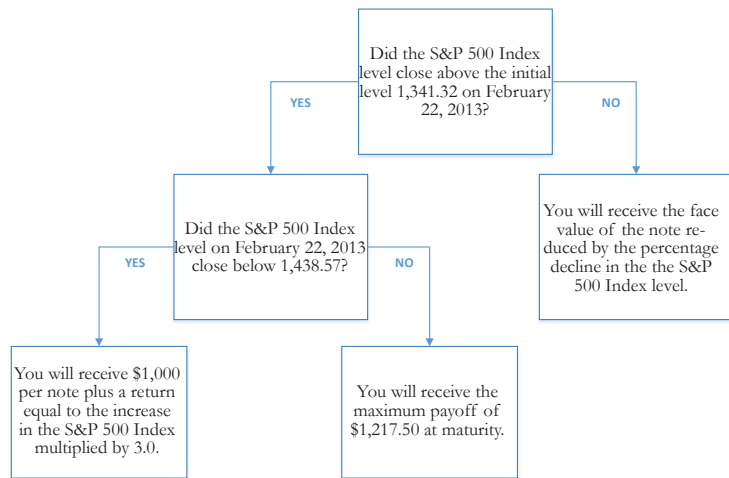 Did the S&P 500 Index
level close above the initial
level 1,341.32 on February
22, 2013?
YES
NO
Did the S&P 500 Index
level on February 22, 2013
close below 1,438.57?
You will receive the face
value of the note re-
duced by the percentage
decline in the the S&P
500 Index level.
YES
NO
You will receive $1,000
per note plus a return
equal to the increase
in the S&P 500 Index
multiplied by 3.0.
You will receive the
maximum payoff of
$1,217.50 at maturity.